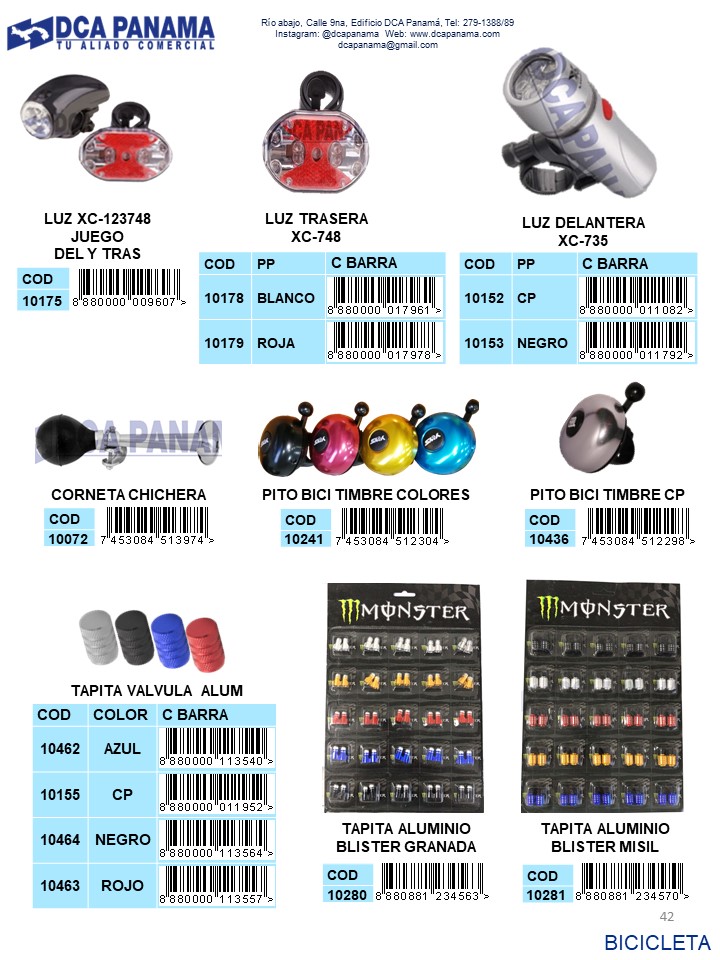 DCA PANAMA
TU ALIADO COMERCIAL
Río abajo, Calle 9na, Edificio DCA Panamá, Tel: 279-1388/89
Instagram: @dcapanama Web: www.dcapanama.com
dcapanama@gmail.com
LUZ XC-123748
JUEGO
DEL Y TRAS
COD
10175
8 880000 009607 >
LUZ TRASERA
XC-748
COD PP C BARRA
10178 BLANCO 8 880000 017961 >
10179 ROJA 8 880000 017978 >
LUZ DELANTERA
XC-735
COD PP C BARRA
10152 CP 8 880000 011082 >
10153 NEGRO 8 880000 011792 >
CORNETA CHICHERA
COD
10072
7 453084 513974 >
PITO BICI TIMBRE COLORES
COD
10241
7 453084 512304 >
PITO BICI TIMBRE CP
COD
10436
7 453084 512298 >
TAPITA VALVULA ALUM
COD COLOR C BARRA
10462 AZUL 8 880000 113540 >
10155 CP 8 880000 011952 >
10464 NEGRO 8 880000 113564 >
10463 ROJO 8 880000 113557 >
MONSTER
TAPITA ALUMINIO
BLISTER GRANADA
COD
10280
8 880881 234563 >
MONSTER
TAPITA ALUMINIO
BLISTER MISIL
COD
10281
8 880881 234570 >
42
BICICLETA